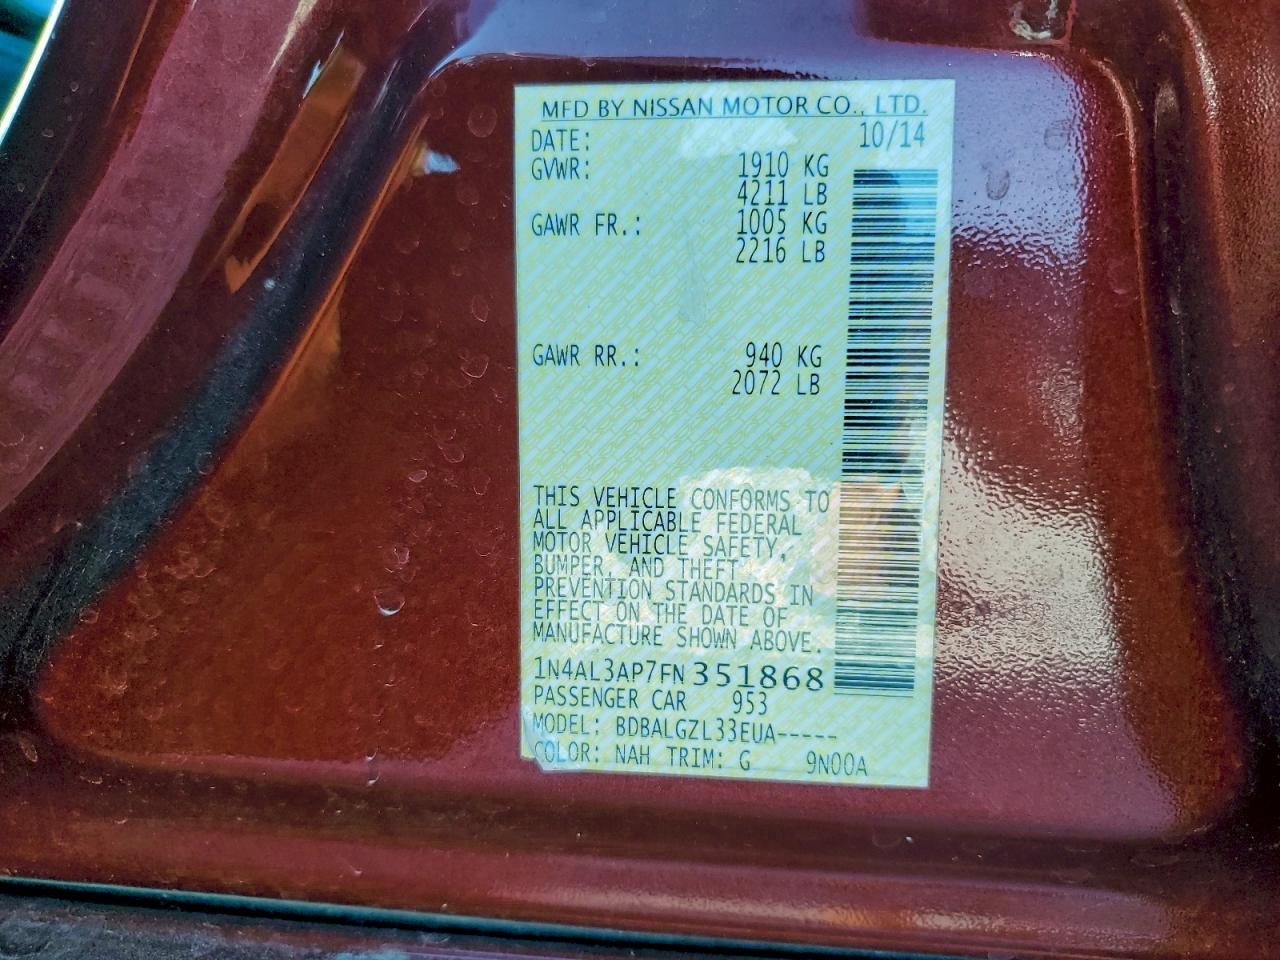 MFD BY NISSAN MOTOR CO., LTD.
DATE: 10/14
GVWR: 1910 KG
4211 LB
GAWR FR.: 1005 KG
2216 LB
GAWR RR.: 940 KG
2072 LB
THIS VEHICLE CONFORMS TO
ALL APPLICABLE FEDERAL
MOTOR VEHICLE SAFETY,
BUMPER, AND THEFT
PREVENTION STANDARDS IN
EFFECT ON THE DATE OF
MANUFACTURE SHOWN ABOVE.
1N4AL3AP7FN351868
PASSENGER CAR 953
MODEL: BDBALGZL33EUA-----
COLOR: NAH TRIM: G 9N00A